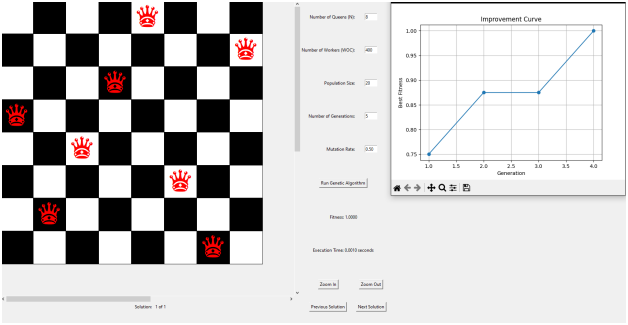 Number of Queens (N): 8
Number of Workers (WOC): 400
Population Size: 20
Number of Generations: 5
Mutation Rate: 0.50
Run Genetic Algorithm
Fitness: 1.0000
Execution Time: 0.0010 seconds
Zoom In Zoom Out
Previous Solution Next Solution
Solution: 1 of 1
Improvement Curve
Best Fitness
1.00
0.95
0.90
0.85
0.80
0.75
1.0 1.5 2.0 2.5 3.0 3.5 4.0
Generation